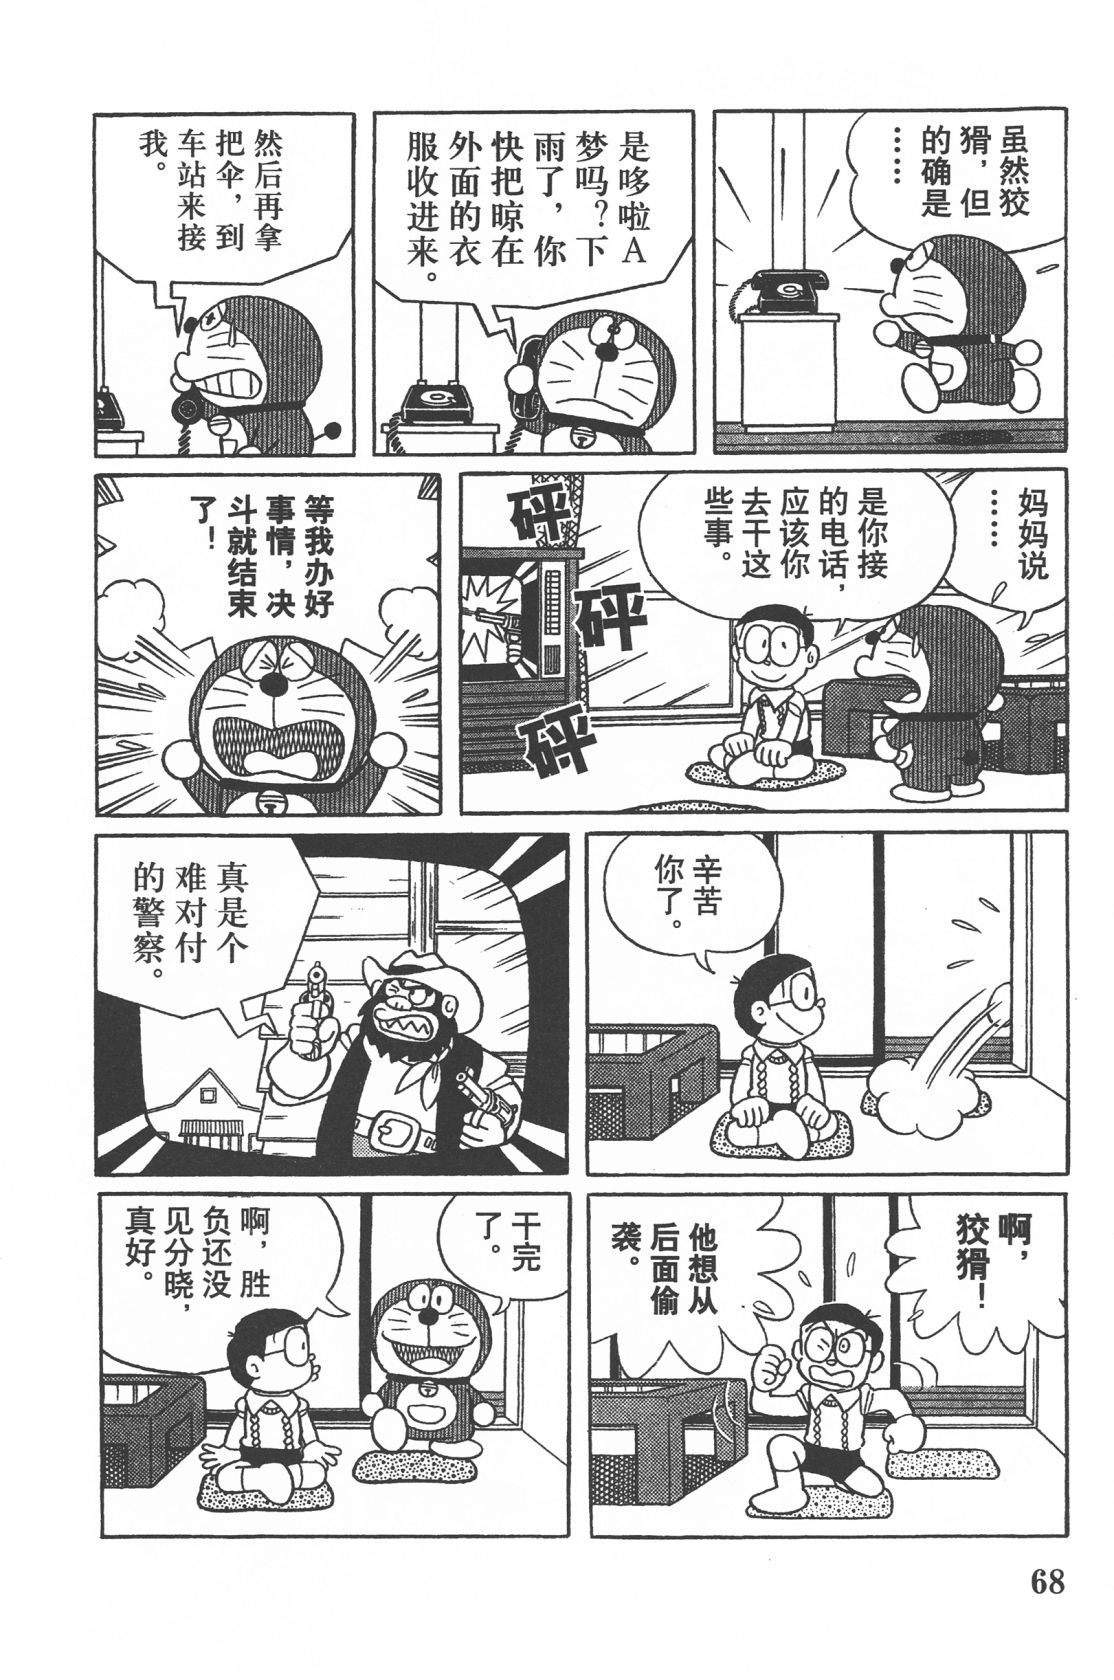 虽然狡
猾，但
的确是
……
是哆啦A
梦吗？下
雨了，你
快把晾在
外面的衣
服收进来。
然后再拿
把伞，到
车站来接
我。
妈妈说
……
是你接
的电话，
应该你
去干这
些事。
砰
砰
砰
等我办好
事情，决
斗就结束
了！
辛苦
你了。
真是个
难对付
的警察。
啊，
狡猾！
他想从
后面偷
袭。
干完
了。
啊，胜
负还没
见分晓，
真好。
68